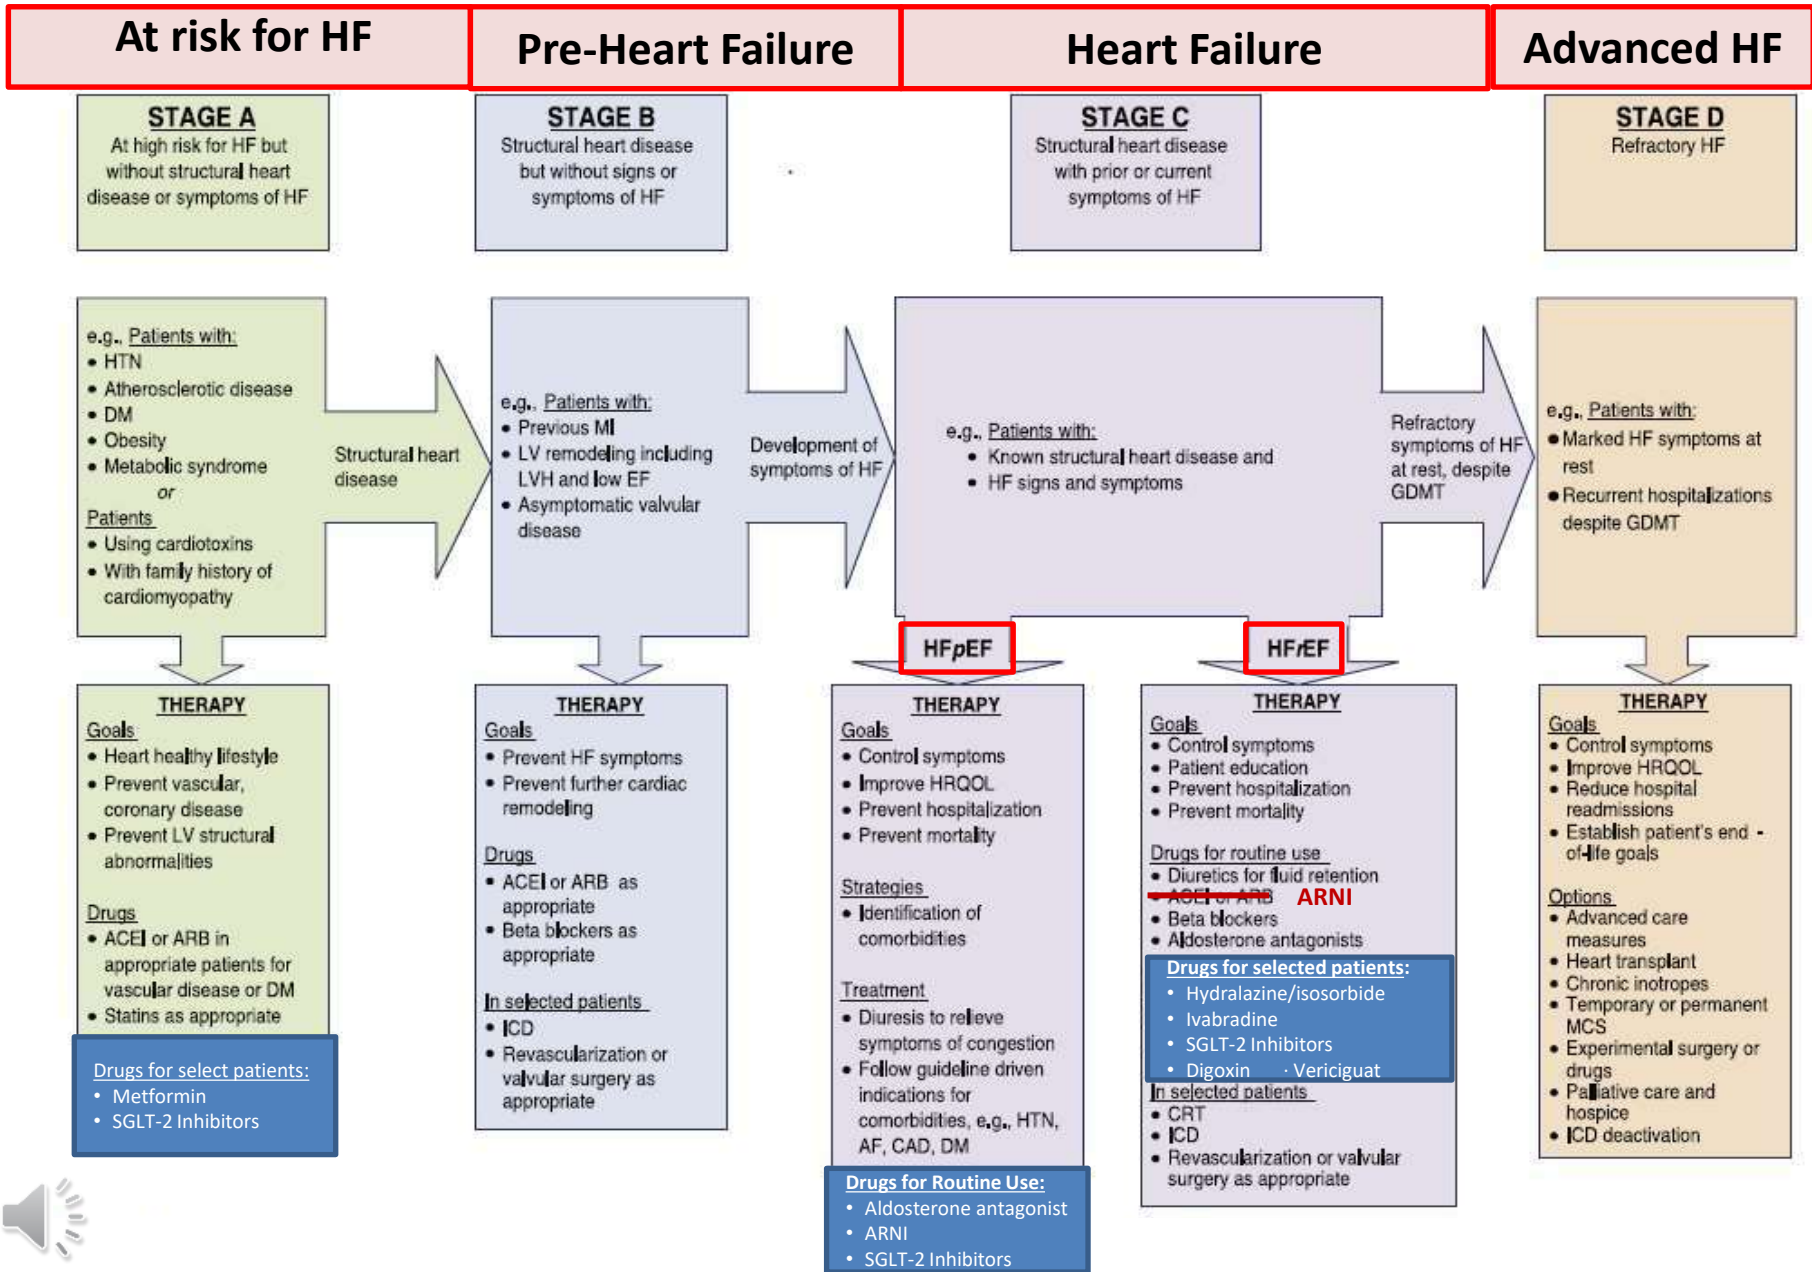 At risk for HF
Pre-Heart Failure
Heart Failure
Advanced HF
STAGE A
At high risk for HF but
without structural heart
disease or symptoms of HF
STAGE B
Structural heart disease
but without signs or
symptoms of HF
STAGE C
Structural heart disease
with prior or current
symptoms of HF
STAGE D
Refractory HF
e.g., Patients with:
• HTN
• Atherosclerotic disease
• DM
• Obesity
• Metabolic syndrome
or
Patients
• Using cardiotoxins
• With family history of
cardiomyopathy
Structural heart
disease
e.g., Patients with:
• Previous MI
• LV remodeling including
LVH and low EF
• Asymptomatic valvular
disease
Development of
symptoms of HF
e.g., Patients with:
• Known structural heart disease and
• HF signs and symptoms
Refractory
symptoms of HF
at rest, despite
GDMT
e.g., Patients with:
• Marked HF symptoms at
rest
• Recurrent hospitalizations
despite GDMT
HFpEF
HFrEF
THERAPY
Goals
• Heart healthy lifestyle
• Prevent vascular,
coronary disease
• Prevent LV structural
abnormalities
Drugs
• ACEI or ARB in
appropriate patients for
vascular disease or DM
• Statins as appropriate
Drugs for select patients:
• Metformin
• SGLT-2 Inhibitors
THERAPY
Goals
• Prevent HF symptoms
• Prevent further cardiac
remodeling
Drugs
• ACEI or ARB as
appropriate
• Beta blockers as
appropriate
In selected patients
• ICD
• Revascularization or
valvular surgery as
appropriate
THERAPY
Goals
• Control symptoms
• Improve HRQOL
• Prevent hospitalization
• Prevent mortality
Strategies
• Identification of
comorbidities
Treatment
• Diuresis to relieve
symptoms of congestion
• Follow guideline driven
indications for
comorbidities, e.g., HTN,
AF, CAD, DM
Drugs for Routine Use:
• Aldosterone antagonist
• ARNI
• SGLT-2 Inhibitors
THERAPY
Goals
• Control symptoms
• Patient education
• Prevent hospitalization
• Prevent mortality
Drugs for routine use
• Diuretics for fluid retention
• ACEI or ARB ARNI
• Beta blockers
• Aldosterone antagonists
Drugs for selected patients:
• Hydralazine/isosorbide
• Ivabradine
• SGLT-2 Inhibitors
• Digoxin · Vericiguat
In selected patients
• CRT
• ICD
• Revascularization or valvular
surgery as appropriate
THERAPY
Goals
• Control symptoms
• Improve HRQOL
• Reduce hospital
readmissions
• Establish patient's end -
of-life goals
Options
• Advanced care
measures
• Heart transplant
• Chronic inotropes
• Temporary or permanent
MCS
• Experimental surgery or
drugs
• Palliative care and
hospice
• ICD deactivation